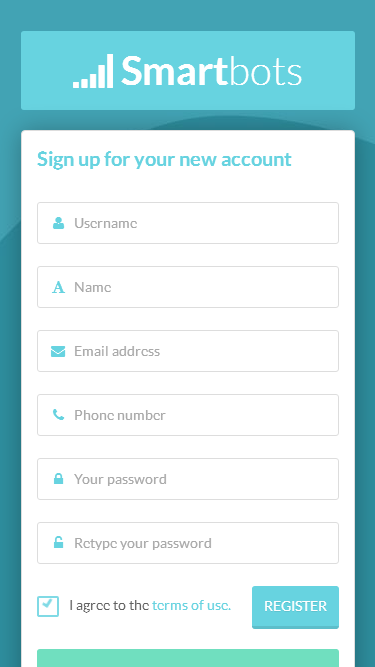 Smartbots
Sign up for your new account
Username
Name
Email address
Phone number
Your password
Retype your password
I agree to the terms of use. REGISTER